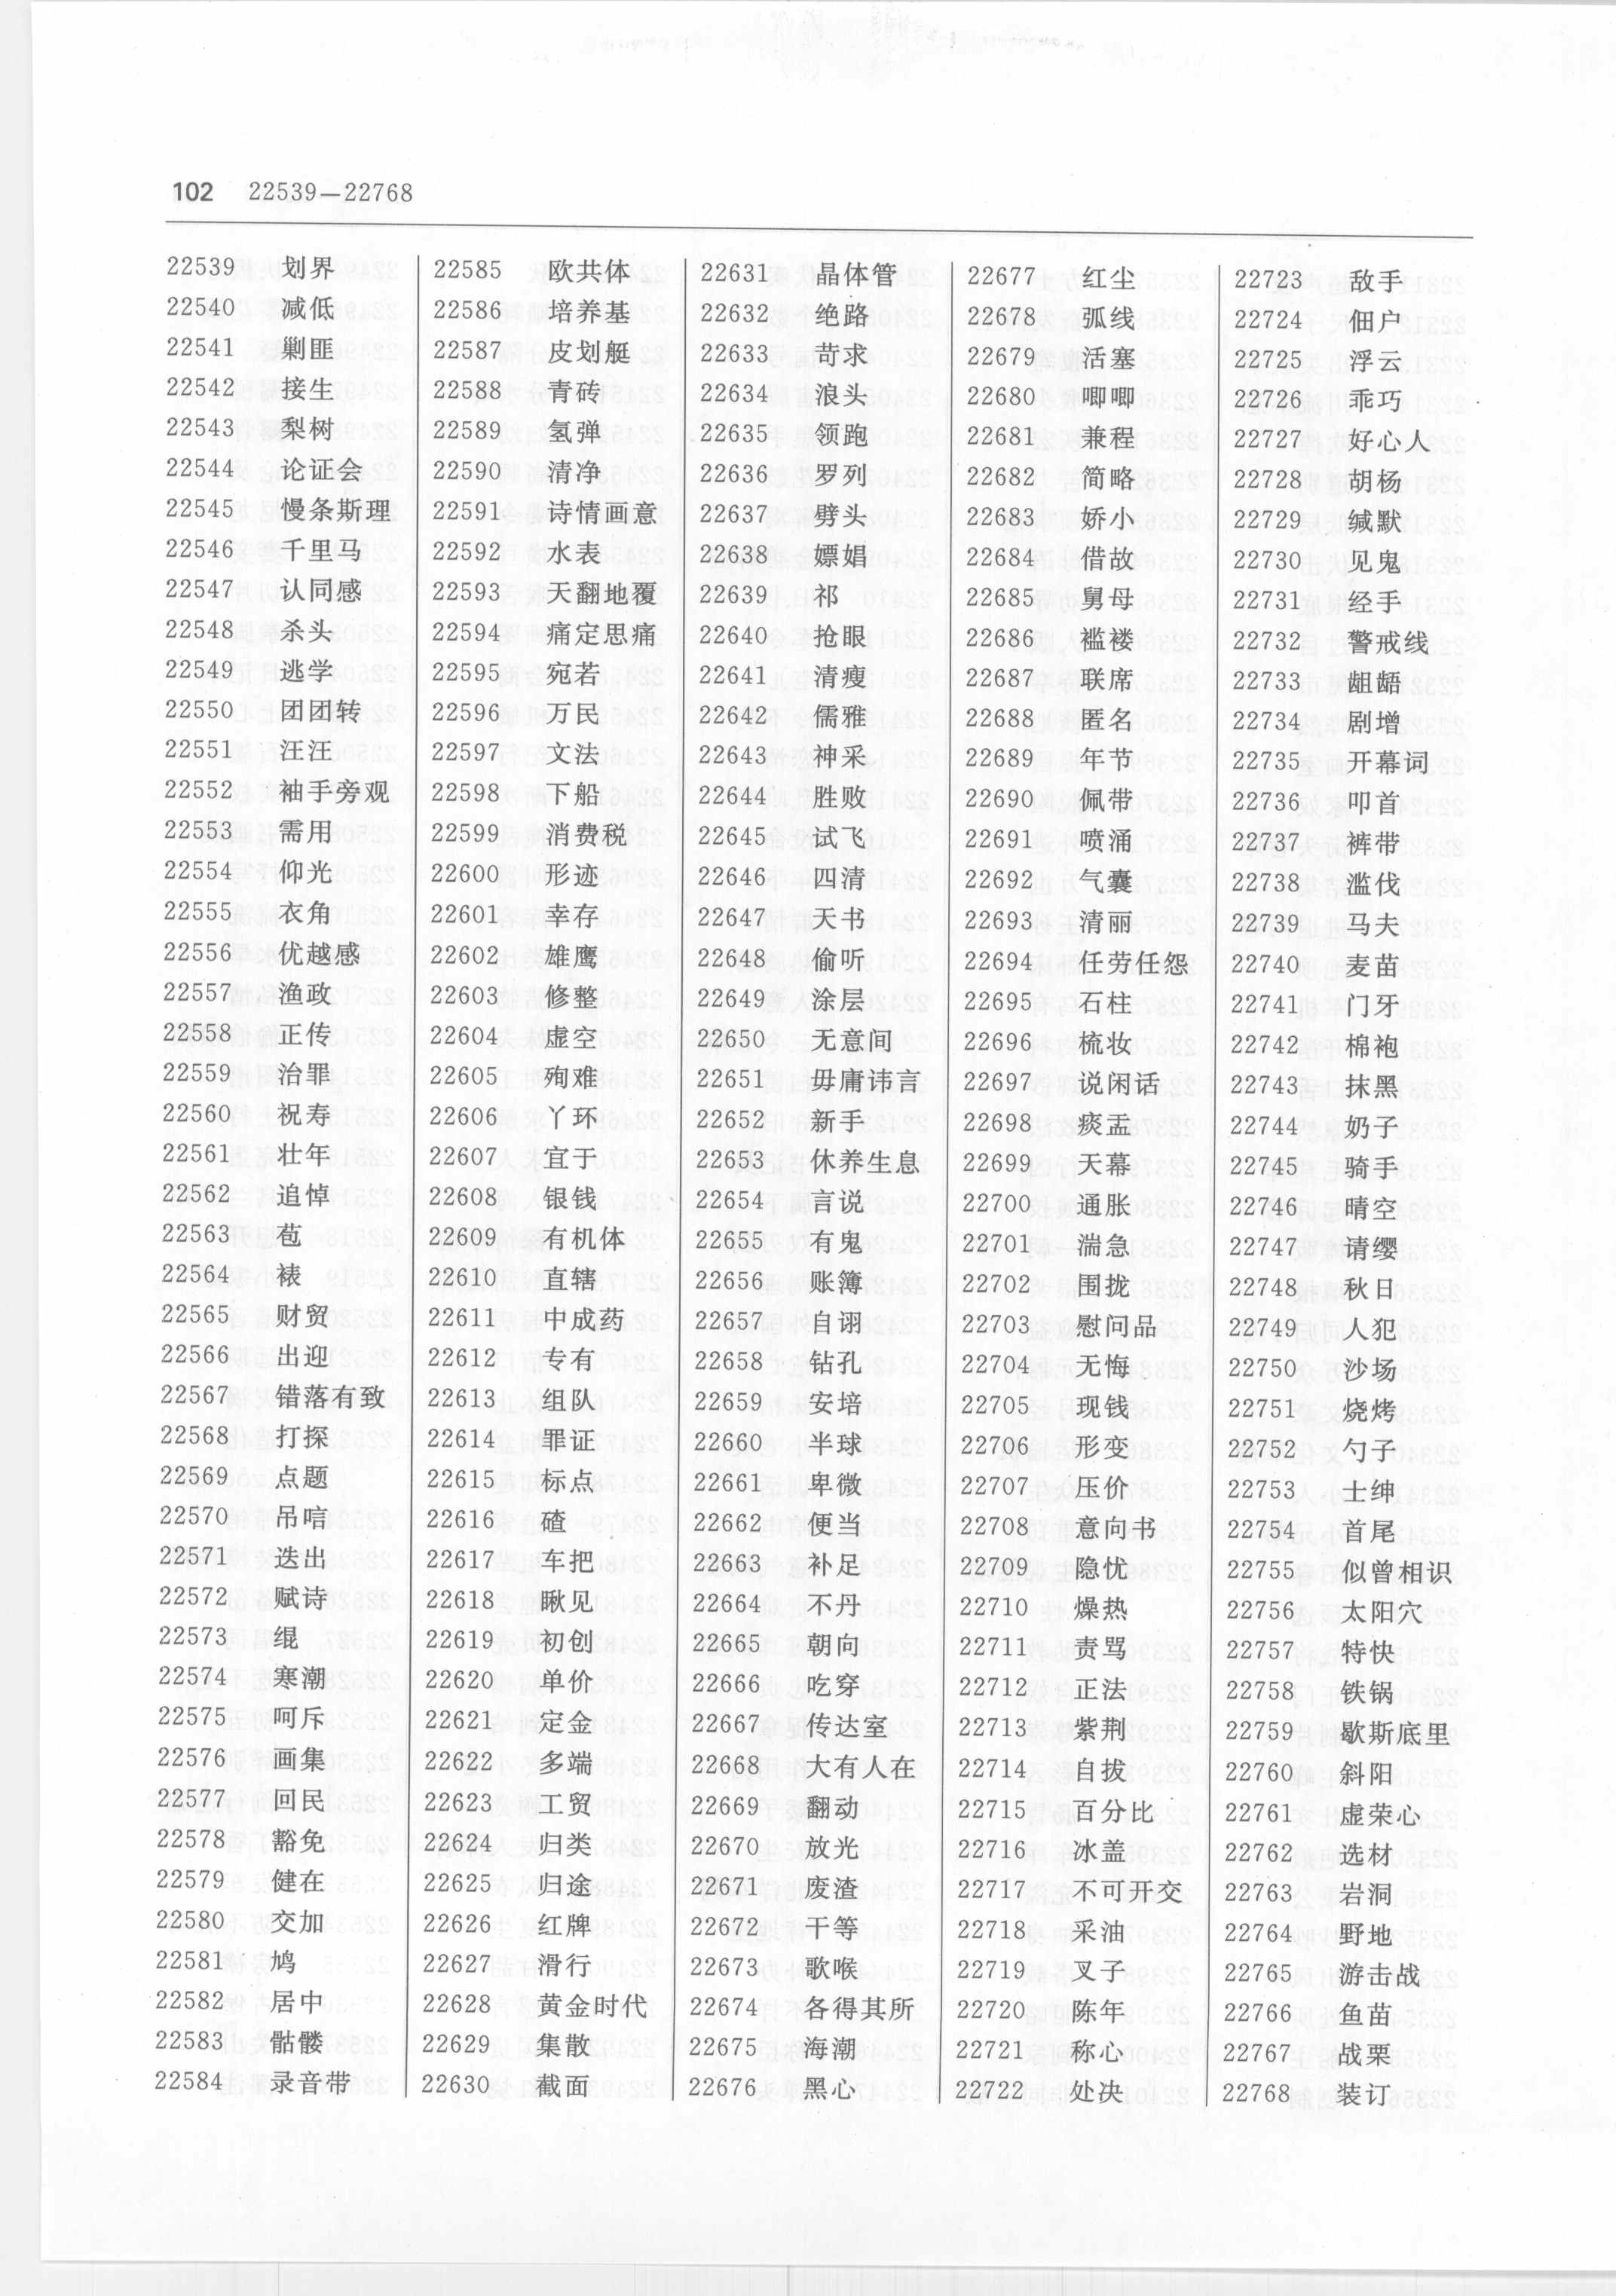 102 22539—22768
22539 划界
22540 减低
22541 剿匪
22542 接生
22543 梨树
22544 论证会
22545 慢条斯理
22546 千里马
22547 认同感
22548 杀头
22549 逃学
22550 团团转
22551 汪汪
22552 袖手旁观
22553 需用
22554 仰光
22555 衣角
22556 优越感
22557 渔政
22558 正传
22559 治罪
22560 祝寿
22561 壮年
22562 追悼
22563 苞
22564 裱
22565 财贸
22566 出迎
22567 错落有致
22568 打探
22569 点题
22570 吊唁
22571 迭出
22572 赋诗
22573 绲
22574 寒潮
22575 呵斥
22576 画集
22577 回民
22578 豁免
22579 健在
22580 交加
22581 鸠
22582 居中
22583 骷髅
22584 录音带
22585 欧共体
22586 培养基
22587 皮划艇
22588 青砖
22589 氢弹
22590 清净
22591 诗情画意
22592 水表
22593 天翻地覆
22594 痛定思痛
22595 宛若
22596 万民
22597 文法
22598 下船
22599 消费税
22600 形迹
22601 幸存
22602 雄鹰
22603 修整
22604 虚空
22605 殉难
22606 丫环
22607 宜于
22608 银钱
22609 有机体
22610 直辖
22611 中成药
22612 专有
22613 组队
22614 罪证
22615 标点
22616 碴
22617 车把
22618 瞅见
22619 初创
22620 单价
22621 定金
22622 多端
22623 工贸
22624 归类
22625 归途
22626 红牌
22627 滑行
22628 黄金时代
22629 集散
22630 截面
22631 晶体管
22632 绝路
22633 苛求
22634 浪头
22635 领跑
22636 罗列
22637 劈头
22638 嫖娼
22639 祁
22640 抢眼
22641 清瘦
22642 儒雅
22643 神采
22644 胜败
22645 试飞
22646 四清
22647 天书
22648 偷听
22649 涂层
22650 无意间
22651 毋庸讳言
22652 新手
22653 休养生息
22654 言说
22655 有鬼
22656 账簿
22657 自诩
22658 钻孔
22659 安培
22660 半球
22661 卑微
22662 便当
22663 补足
22664 不丹
22665 朝向
22666 吃穿
22667 传达室
22668 大有人在
22669 翻动
22670 放光
22671 废渣
22672 干等
22673 歌喉
22674 各得其所
22675 海潮
22676 黑心
22677 红尘
22678 弧线
22679 活塞
22680 唧唧
22681 兼程
22682 简略
22683 娇小
22684 借故
22685 舅母
22686 褴褛
22687 联席
22688 匿名
22689 年节
22690 佩带
22691 喷涌
22692 气囊
22693 清丽
22694 任劳任怨
22695 石柱
22696 梳妆
22697 说闲话
22698 痰盂
22699 天幕
22700 通胀
22701 湍急
22702 围拢
22703 慰问品
22704 无悔
22705 现钱
22706 形变
22707 压价
22708 意向书
22709 隐忧
22710 燥热
22711 责骂
22712 正法
22713 紫荆
22714 自拔
22715 百分比
22716 冰盖
22717 不可开交
22718 采油
22719 叉子
22720 陈年
22721 称心
22722 处决
22723 敌手
22724 佃户
22725 浮云
22726 乖巧
22727 好心人
22728 胡杨
22729 缄默
22730 见鬼
22731 经手
22732 警戒线
22733 龃龉
22734 剧增
22735 开幕词
22736 叩首
22737 裤带
22738 滥伐
22739 马夫
22740 麦苗
22741 门牙
22742 棉袍
22743 抹黑
22744 奶子
22745 骑手
22746 晴空
22747 请缨
22748 秋日
22749 人犯
22750 沙场
22751 烧烤
22752 勺子
22753 士绅
22754 首尾
22755 似曾相识
22756 太阳穴
22757 特快
22758 铁锅
22759 歇斯底里
22760 斜阳
22761 虚荣心
22762 选材
22763 岩洞
22764 野地
22765 游击战
22766 鱼苗
22767 战栗
22768 装订